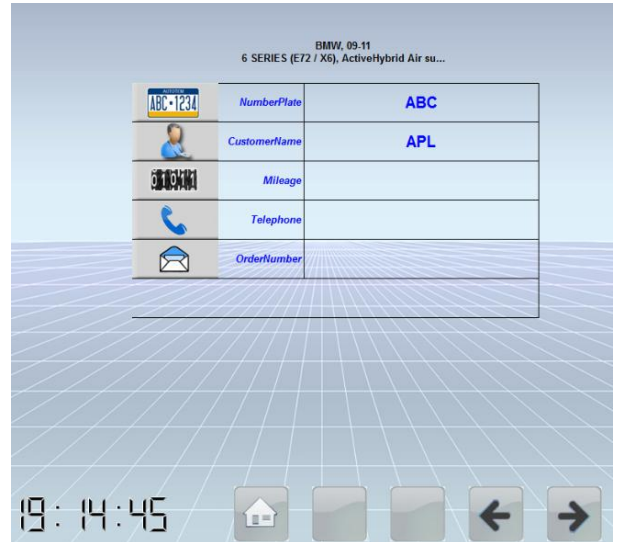 BMW, 09-11
6 SERIES (E72 / X6), ActiveHybrid Air su...
ABC·1234 NumberPlate ABC
CustomerName APL
01911 Mileage
Telephone
OrderNumber
19:14:45